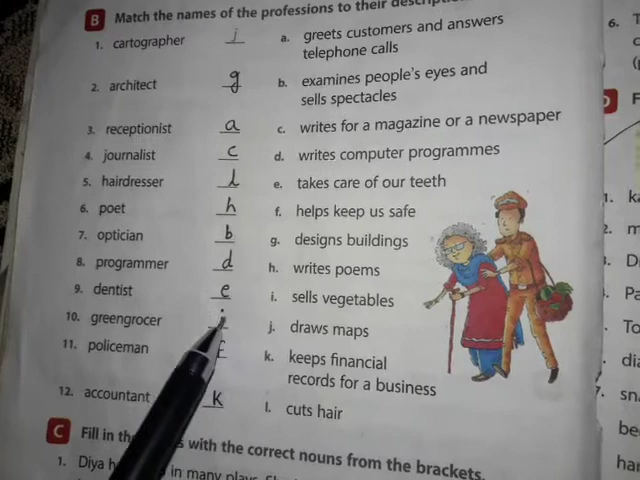 B Match the names of the professions to their
1. cartographer j a. greets customers and answers
telephone calls
2. architect g b. examines people's eyes and
sells spectacles
3. receptionist a c. writes for a magazine or a newspaper
4. journalist c d. writes computer programmes
5. hairdresser l e. takes care of our teeth
6. poet h f. helps keep us safe
7. optician b g. designs buildings
8. programmer d h. writes poems
9. dentist e i. sells vegetables
10. greengrocer i j. draws maps
11. policeman f k. keeps financial
records for a business
12. accountant k l. cuts hair
C Fill in the with the correct nouns from the brackets.
1. Diya in many plays.
6.
1.
2.